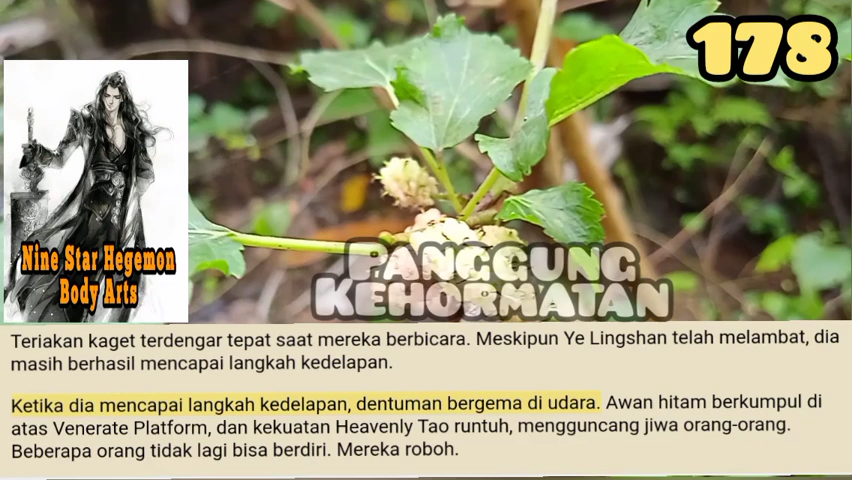 178
Nine Star Hegemon
Body Arts
PANGGUNG
KEHORMATAN
Teriakan kaget terdengar tepat saat mereka berbicara. Meskipun Ye Lingshan telah melambat, dia
masih berhasil mencapai langkah kedelapan.
Ketika dia mencapai langkah kedelapan, dentuman bergema di udara. Awan hitam berkumpul di
atas Venerate Platform, dan kekuatan Heavenly Tao runtuh, mengguncang jiwa orang-orang.
Beberapa orang tidak lagi bisa berdiri. Mereka roboh.